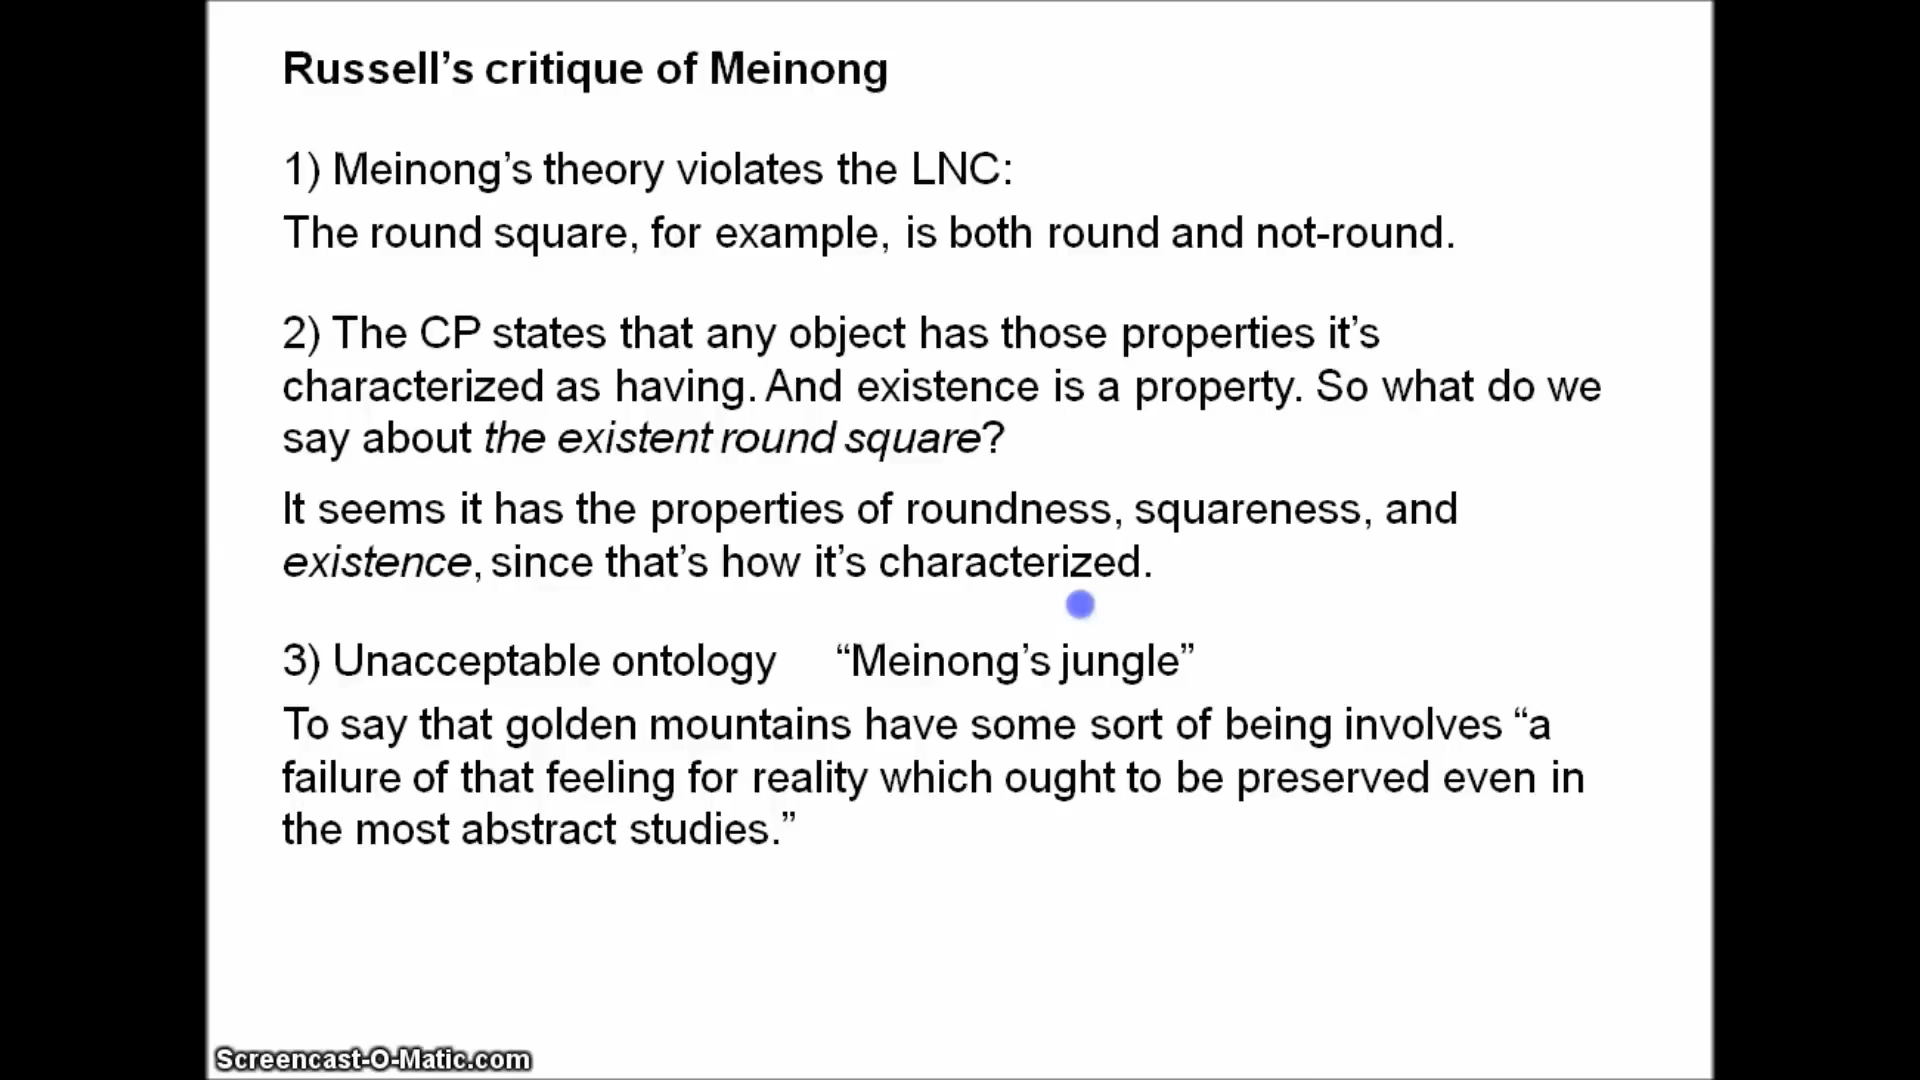 Russell’s critique of Meinong
1) Meinong’s theory violates the LNC:
The round square, for example, is both round and not-round.
2) The CP states that any object has those properties it’s
characterized as having. And existence is a property. So what do we
say about the existent round square?
It seems it has the properties of roundness, squareness, and
existence, since that’s how it’s characterized.
3) Unacceptable ontology “Meinong’s jungle”
To say that golden mountains have some sort of being involves “a
failure of that feeling for reality which ought to be preserved even in
the most abstract studies.”
Screencast-O-Matic.com